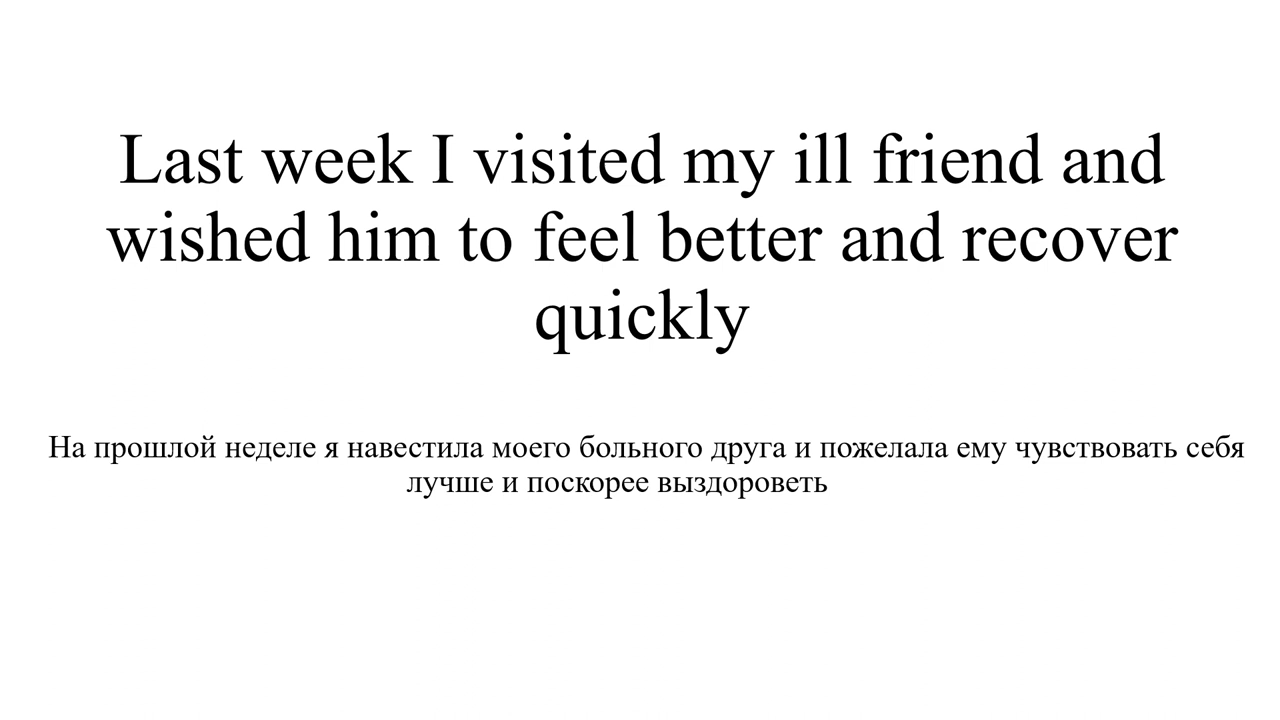 Last week I visited my ill friend and
wished him to feel better and recover
quickly
На прошлой неделе я навестила моего больного друга и пожелала ему чувствовать себя
лучше и поскорее выздороветь